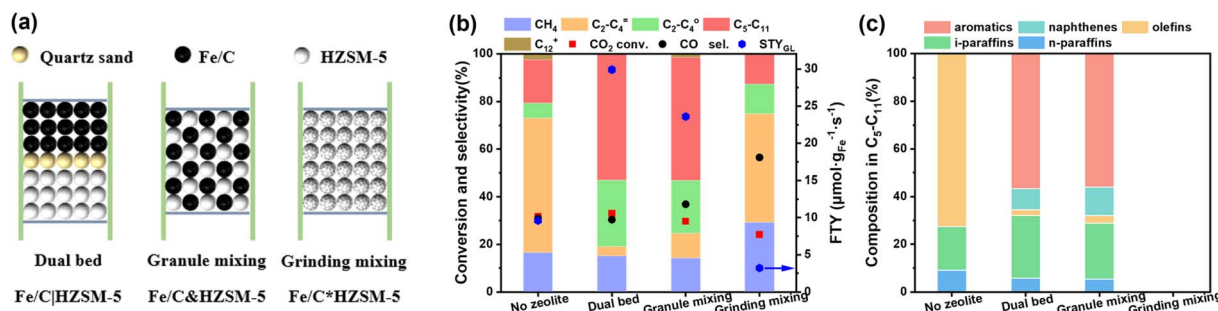 (a)
Quartz sand Fe/C HZSM-5
Dual bed Granule mixing Grinding mixing
Fe/C|HZSM-5 Fe/C&HZSM-5 Fe/C*HZSM-5
(b)
CH₄ C₂-C₄⁼ C₂-C₄° C₅-C₁₁
C₁₂⁺ CO₂ conv. CO sel. STY_GL
Conversion and selectivity(%)
100
80
60
40
20
0
30
25
20
15
10
5
0
FTY (μmol·g_Fe⁻¹·s⁻¹)
No zeolite Dual bed Granule mixing Grinding mixing
(c)
aromatics naphthenes olefins
i-paraffins n-paraffins
Composition in C₅-C₁₁(%)
100
80
60
40
20
0
No zeolite Dual bed Granule mixing Grinding mixing